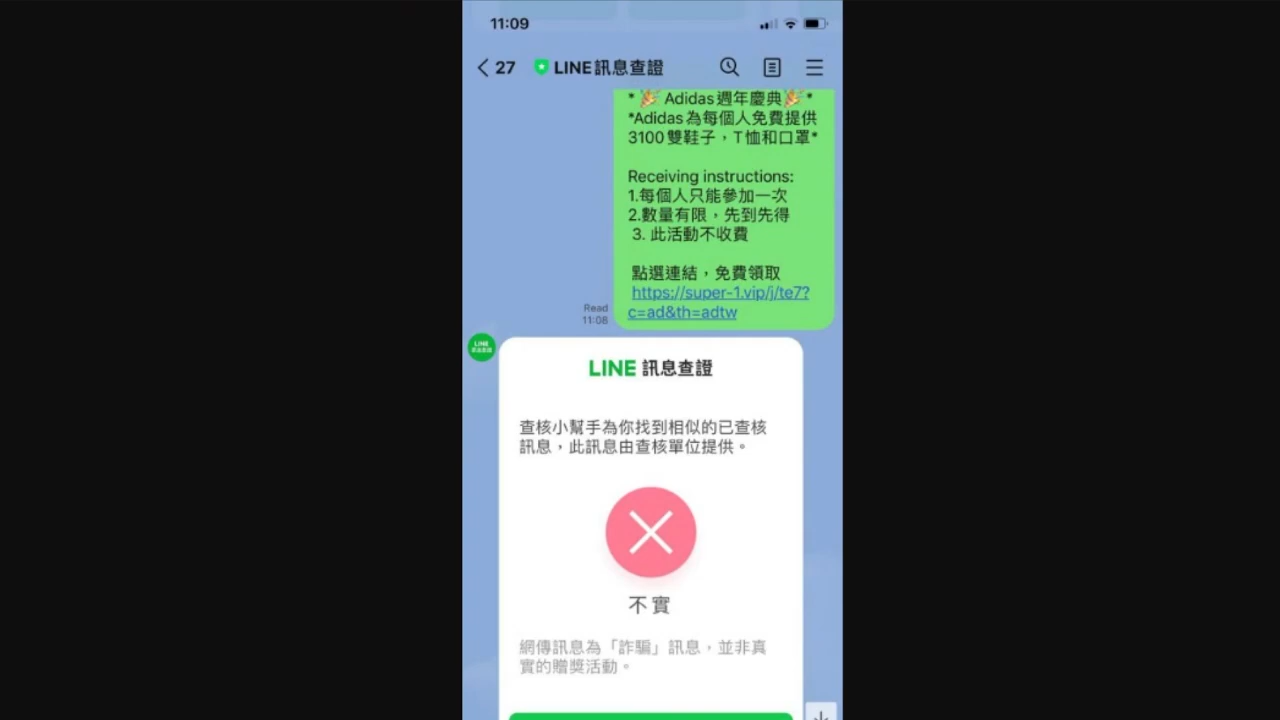 11:09
27 LINE訊息查證
*🎉 Adidas週年慶典🎉*
*Adidas為每個人免費提供
3100雙鞋子，T恤和口罩*
Receiving instructions:
1.每個人只能參加一次
2.數量有限，先到先得
3. 此活動不收費
點選連結，免費領取
https://super-1.vip/j/te7?
c=ad&th=adtw
Read
11:08
LINE 訊息查證
查核小幫手為你找到相似的已查核
訊息，此訊息由查核單位提供。
不實
網傳訊息為「詐騙」訊息，並非真
實的贈獎活動。